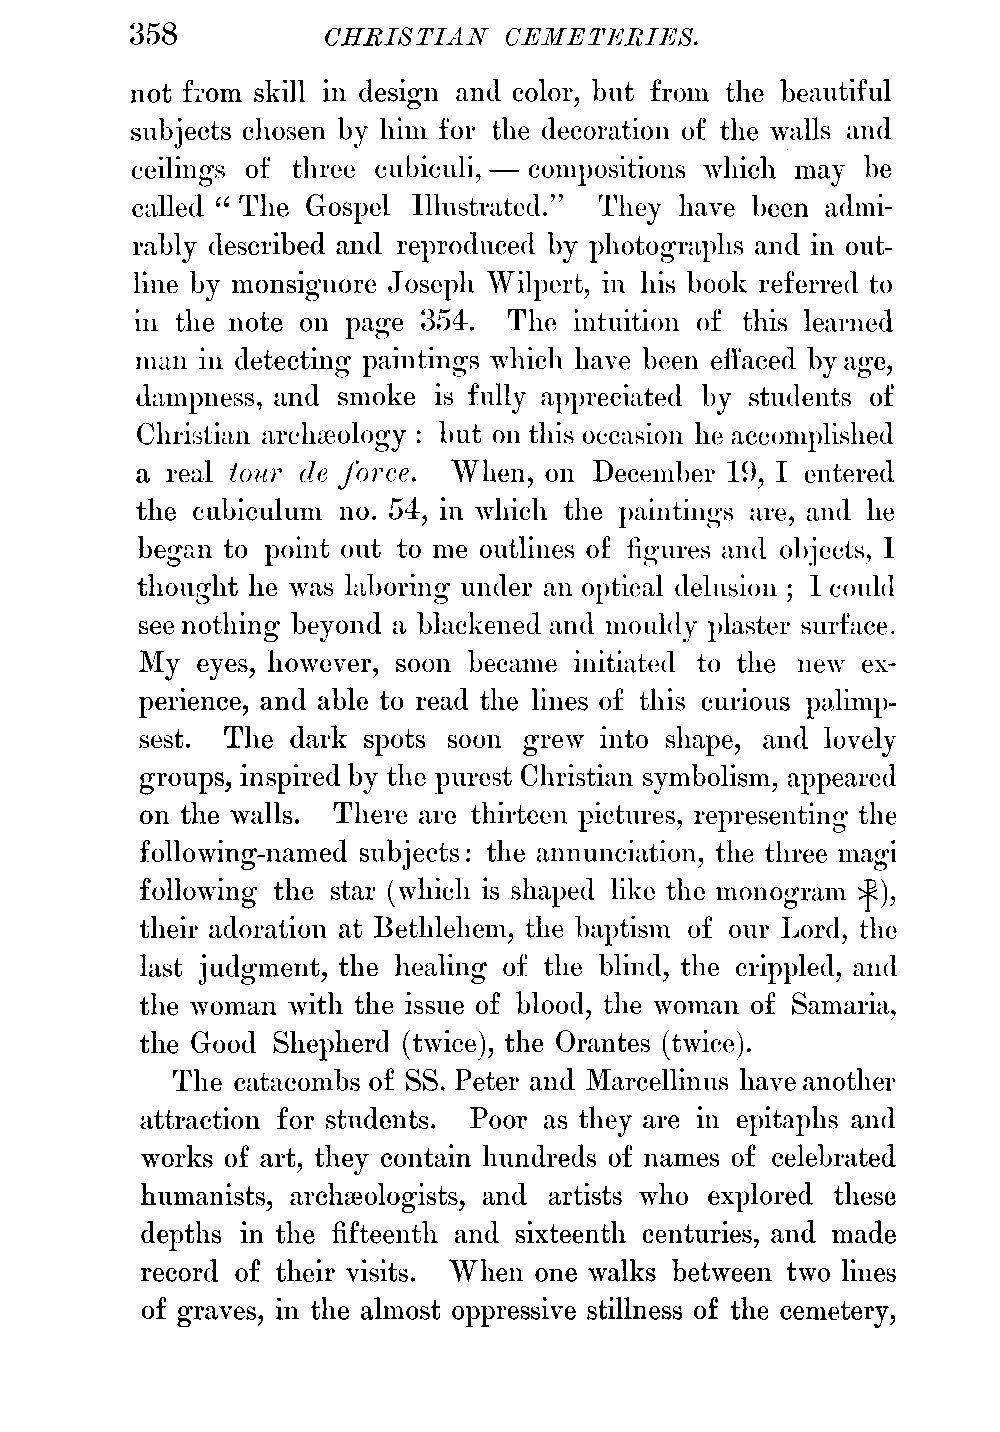 358 CHRISTIAN CEMETERIES.
not from skill in design and color, but from the beautiful
subjects chosen by him for the decoration of the walls and
ceilings of three cubiculi, — compositions which may be
called “ The Gospel Illustrated.” They have been admi-
rably described and reproduced by photographs and in out-
line by monsignore Joseph Wilpert, in his book referred to
in the note on page 354. The intuition of this learned
man in detecting paintings which have been effaced by age,
dampness, and smoke is fully appreciated by students of
Christian archæology : but on this occasion he accomplished
a real tour de force. When, on December 19, I entered
the cubiculum no. 54, in which the paintings are, and he
began to point out to me outlines of figures and objects, I
thought he was laboring under an optical delusion ; I could
see nothing beyond a blackened and mouldy plaster surface.
My eyes, however, soon became initiated to the new ex-
perience, and able to read the lines of this curious palimp-
sest. The dark spots soon grew into shape, and lovely
groups, inspired by the purest Christian symbolism, appeared
on the walls. There are thirteen pictures, representing the
following-named subjects: the annunciation, the three magi
following the star (which is shaped like the monogram ☧),
their adoration at Bethlehem, the baptism of our Lord, the
last judgment, the healing of the blind, the crippled, and
the woman with the issue of blood, the woman of Samaria,
the Good Shepherd (twice), the Orantes (twice).
The catacombs of SS. Peter and Marcellinus have another
attraction for students. Poor as they are in epitaphs and
works of art, they contain hundreds of names of celebrated
humanists, archæologists, and artists who explored these
depths in the fifteenth and sixteenth centuries, and made
record of their visits. When one walks between two lines
of graves, in the almost oppressive stillness of the cemetery,